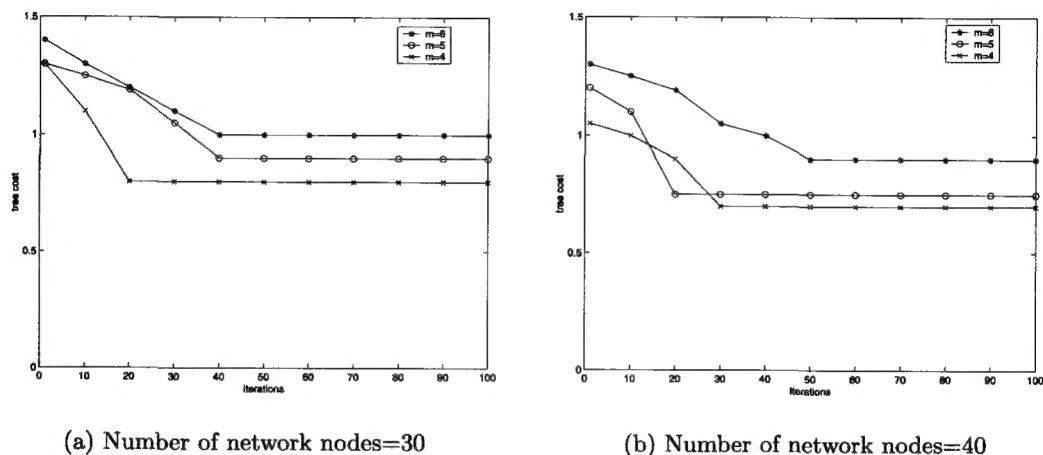 1.5
m=6
m=5
m=4
1
tree cost
0.5
0
0 10 20 30 40 50 60 70 80 90 100
Iterations
(a) Number of network nodes=30
1.5
m=6
m=5
m=4
1
tree cost
0.5
0
0 10 20 30 40 50 60 70 80 90 100
Iterations
(b) Number of network nodes=40